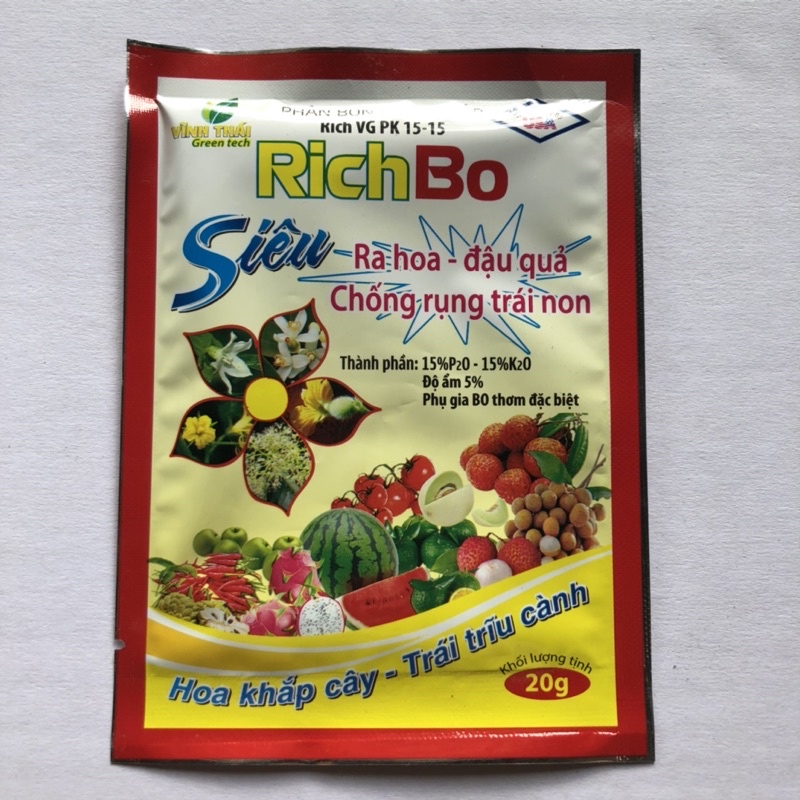 PHÂN BÓN
VĨNH THÁI
Green tech
Rich VG PK 15-15
RichBo
Siêu
Ra hoa - đậu quả
Chống rụng trái non
Thành phần: 15%P2O - 15%K2O
Độ ẩm 5%
Phụ gia BO thơm đặc biệt
Hoa khắp cây - Trái trĩu cành
Khối lượng tịnh
20g